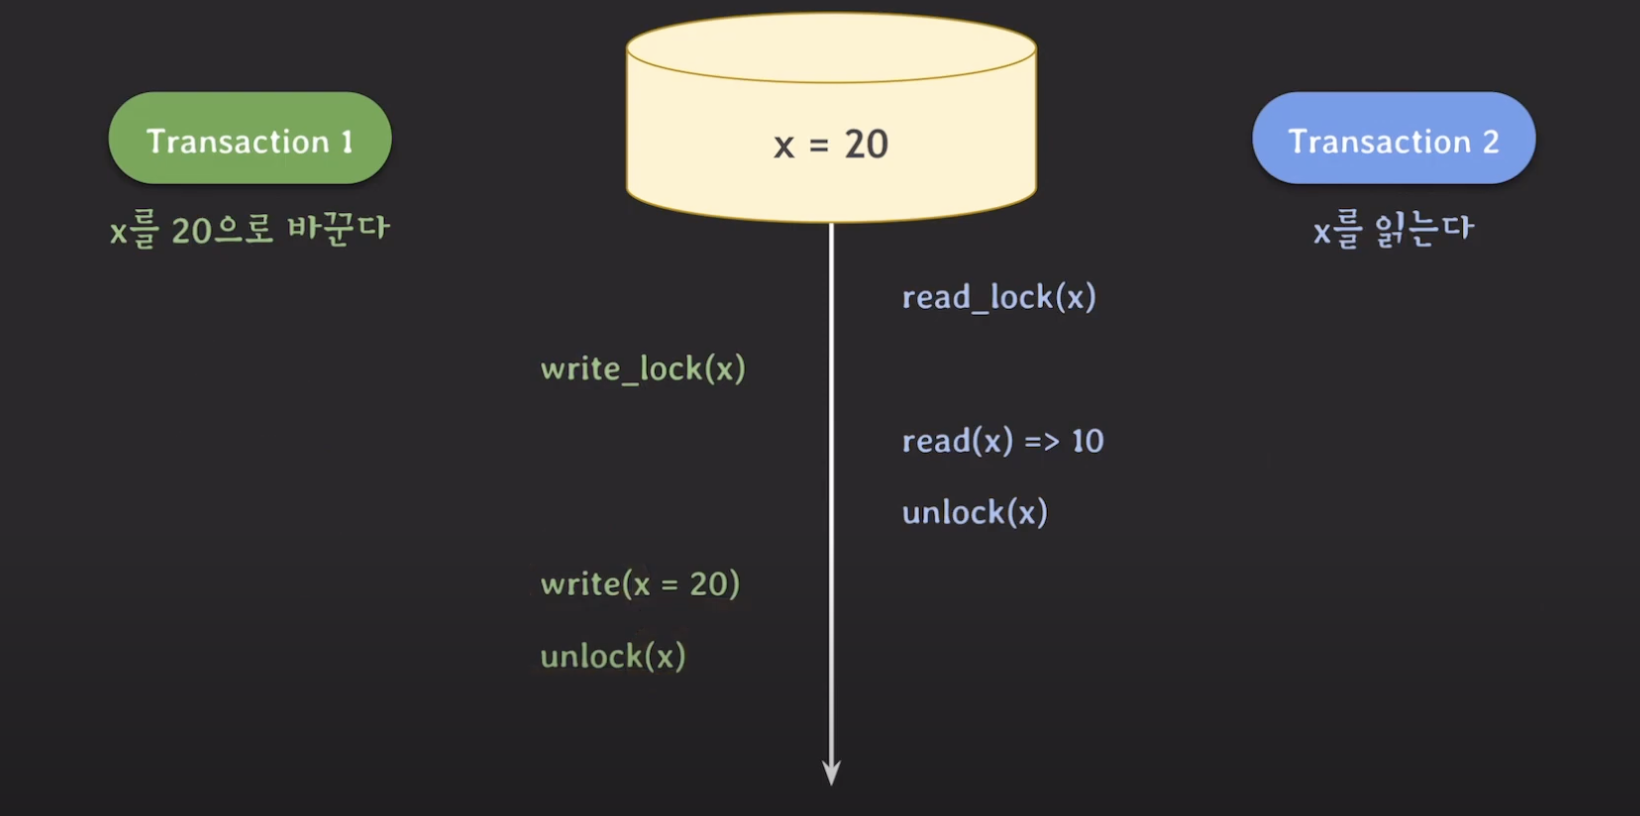 Transaction 1
x = 20
Transaction 2
x를 20으로 바꾼다
x를 읽는다
read_lock(x)
write_lock(x)
read(x) => 10
unlock(x)
write(x = 20)
unlock(x)